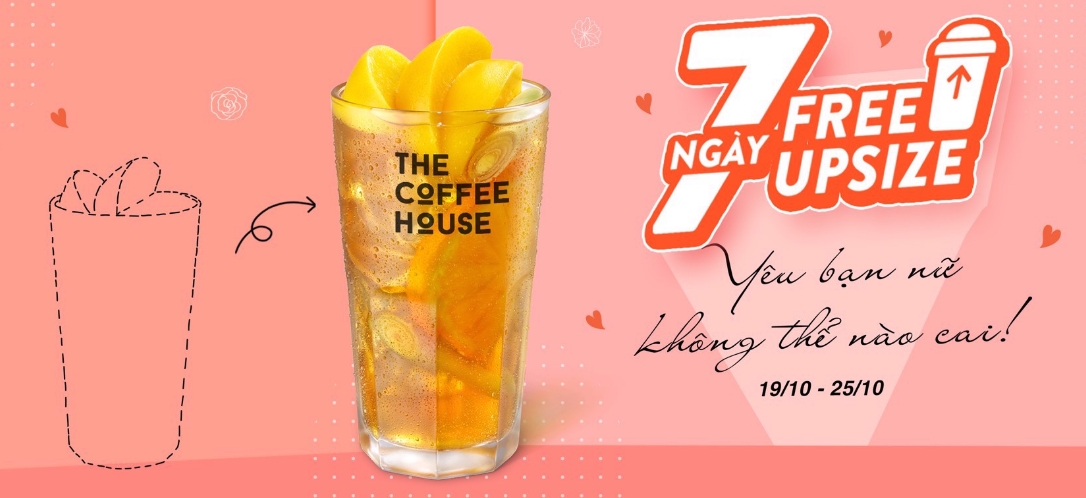 THE
COFFEE
HOUSE
7
NGÀY
FREE
UPSIZE
Yêu bạn nữ
không thể nào cai!
19/10 - 25/10